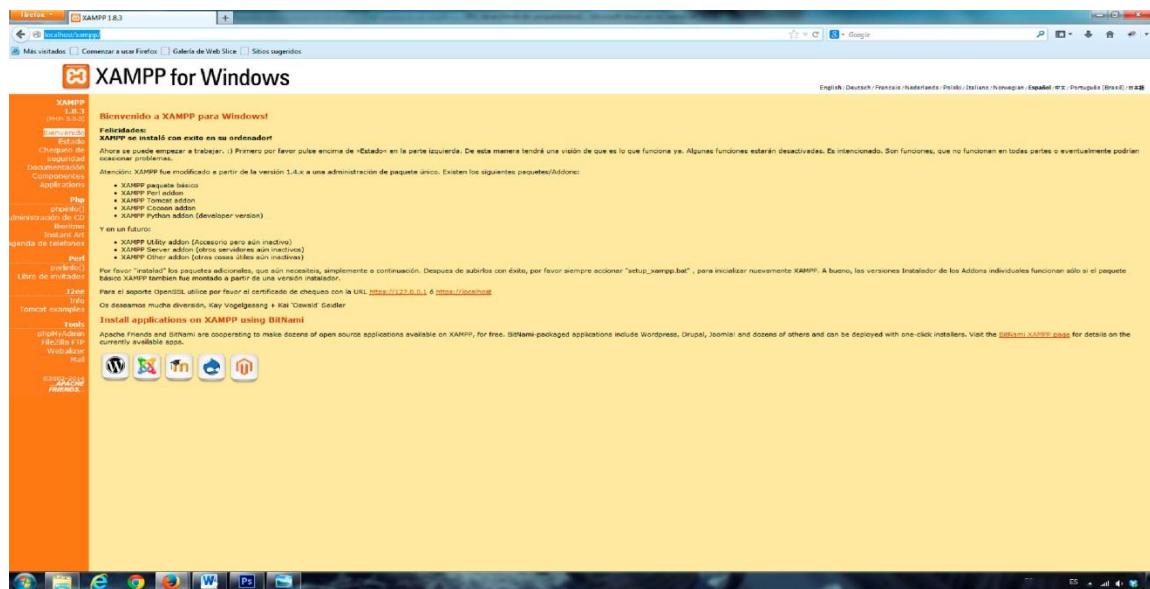 Firefox
XAMPP 1.8.3
localhost/xampp/
Google
Más visitados
Comenzar a usar Firefox
Galería de Web Slice
Sitios sugeridos
XAMPP for Windows
English / Deutsch / Francais / Nederlands / Polski / Italiano / Norwegian / Español / 中文 / Português (Brasil) / 日本語
XAMPP
1.8.3
Bienvenido
Estado
Chequeo de
seguridad
Documentación
Componentes
Applications
Php
phpinfo()
administración de CD
Biorritmo
Instant Art
agenda de teléfonos
Perl
perlinfo()
Libro de invitados
J2ee
Info
Tomcat examples
Tools
phpMyAdmin
FileZilla FTP
Webalizer
Mail
©2002-2014
...APACHE
FRIENDS...
Bienvenido a XAMPP para Windows!
Felicidades:
XAMPP se instaló con exito en su ordenador!
Ahora se puede empezar a trabajar. :) Primero por favor pulse encima de »Estado« en la parte izquierda. De esta manera tendrá una visión de que es lo que funciona ya. Algunas funciones estarán desactivadas. Es intencionado. Son funciones, que no funcionan en todas partes o eventualmente podrían
ocasionar problemas.
Atención: XAMPP fue modificado a partir de la versión 1.4.x a una administración de paquete único. Existen los siguientes paquetes/Addons:
XAMPP paquete básico
XAMPP Perl addon
XAMPP Tomcat addon
XAMPP Cocoon addon
XAMPP Python addon (developer version)
Y en un futuro:
XAMPP Utility addon (Accesorio pero aún inactivo)
XAMPP Server addon (otros servidores aún inactivos)
XAMPP Other addon (otras cosas útiles aún inactivas)
Por favor "instalad" los paquetes adicionales, que aún necesiteis, simplemente a continuación. Despues de subirlos con éxito, por favor siempre accionar "setup_xampp.bat" , para inicializar nuevamente XAMPP. A bueno, las versiones Instalador de los Addons individuales funcionan sólo si el paquete
básico XAMPP tambien fue montado a partir de una versión instalador.
Para el soporte OpenSSL utilice por favor el certificado de chequeo con la URL https://127.0.0.1 ó https://localhost
Os deseamos mucha diversión, Kay Vogelgesang + Kai 'Oswald' Seidler
Install applications on XAMPP using BitNami
Apache Friends and BitNami are cooperating to make dozens of open source applications available on XAMPP, for free. BitNami-packaged applications include Wordpress, Drupal, Joomla! and dozens of others and can be deployed with one-click installers. Visit the BitNami XAMPP page for details on the
currently available apps.
ES